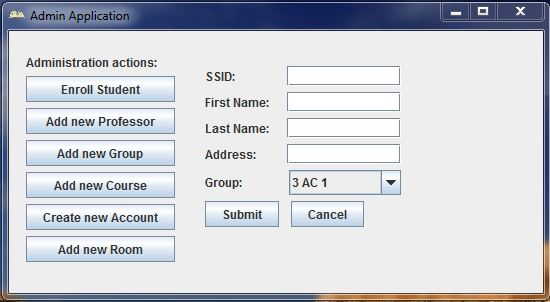 Admin Application
Administration actions:
Enroll Student
Add new Professor
Add new Group
Add new Course
Create new Account
Add new Room
SSID:
First Name:
Last Name:
Address:
Group: 3 AC 1
Submit Cancel